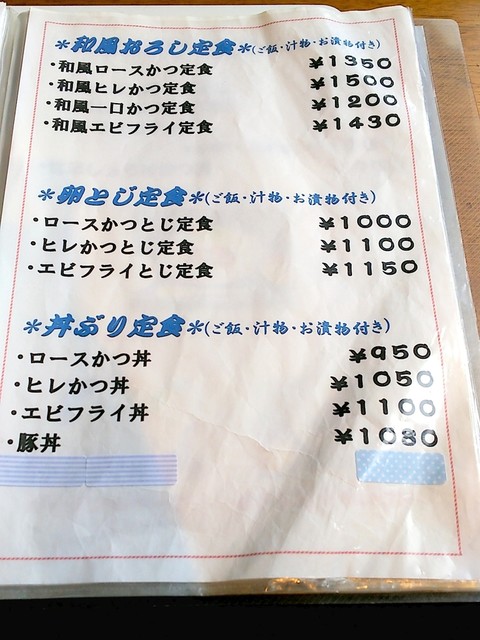 ＊和風おろし定食＊(ご飯・汁物・お漬物付き)
・和風ロースかつ定食 ¥1350
・和風ヒレかつ定食 ¥1500
・和風一口かつ定食 ¥1200
・和風エビフライ定食 ¥1430
＊卵とじ定食＊(ご飯・汁物・お漬物付き)
・ロースかつとじ定食 ¥1000
・ヒレかつとじ定食 ¥1100
・エビフライとじ定食 ¥1150
＊丼ぶり定食＊(ご飯・汁物・お漬物付き)
・ロースかつ丼 ¥950
・ヒレかつ丼 ¥1050
・エビフライ丼 ¥1100
・豚丼 ¥1080